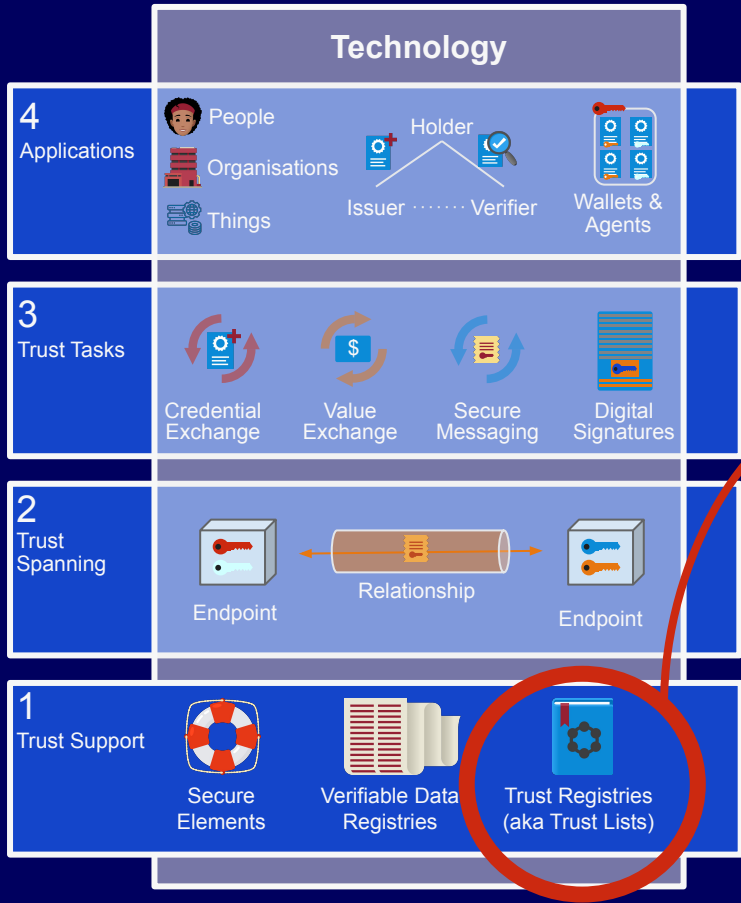 Technology
4
Applications
People
Organisations
Things
Holder
Issuer
Verifier
Wallets &
Agents
3
Trust Tasks
$
Credential
Exchange
Value
Exchange
Secure
Messaging
Digital
Signatures
2
Trust
Spanning
Endpoint
Relationship
Endpoint
1
Trust Support
Secure
Elements
Verifiable Data
Registries
Trust Registries
(aka Trust Lists)